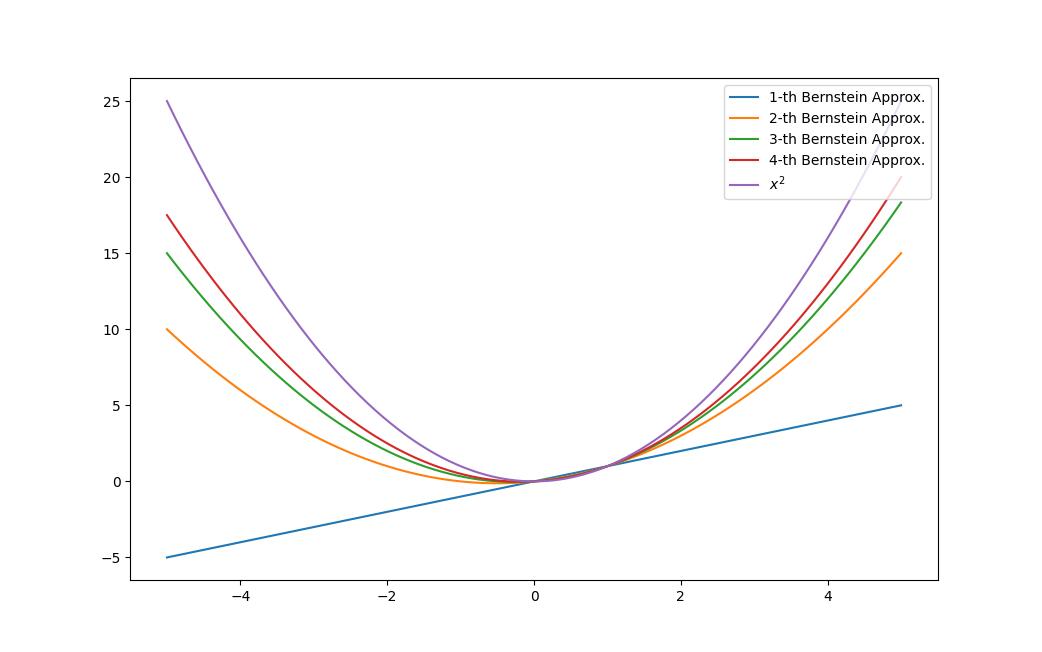 25
20
15
10
5
0
−5
−4
−2
0
2
4
1-th Bernstein Approx.
2-th Bernstein Approx.
3-th Bernstein Approx.
4-th Bernstein Approx.
x²